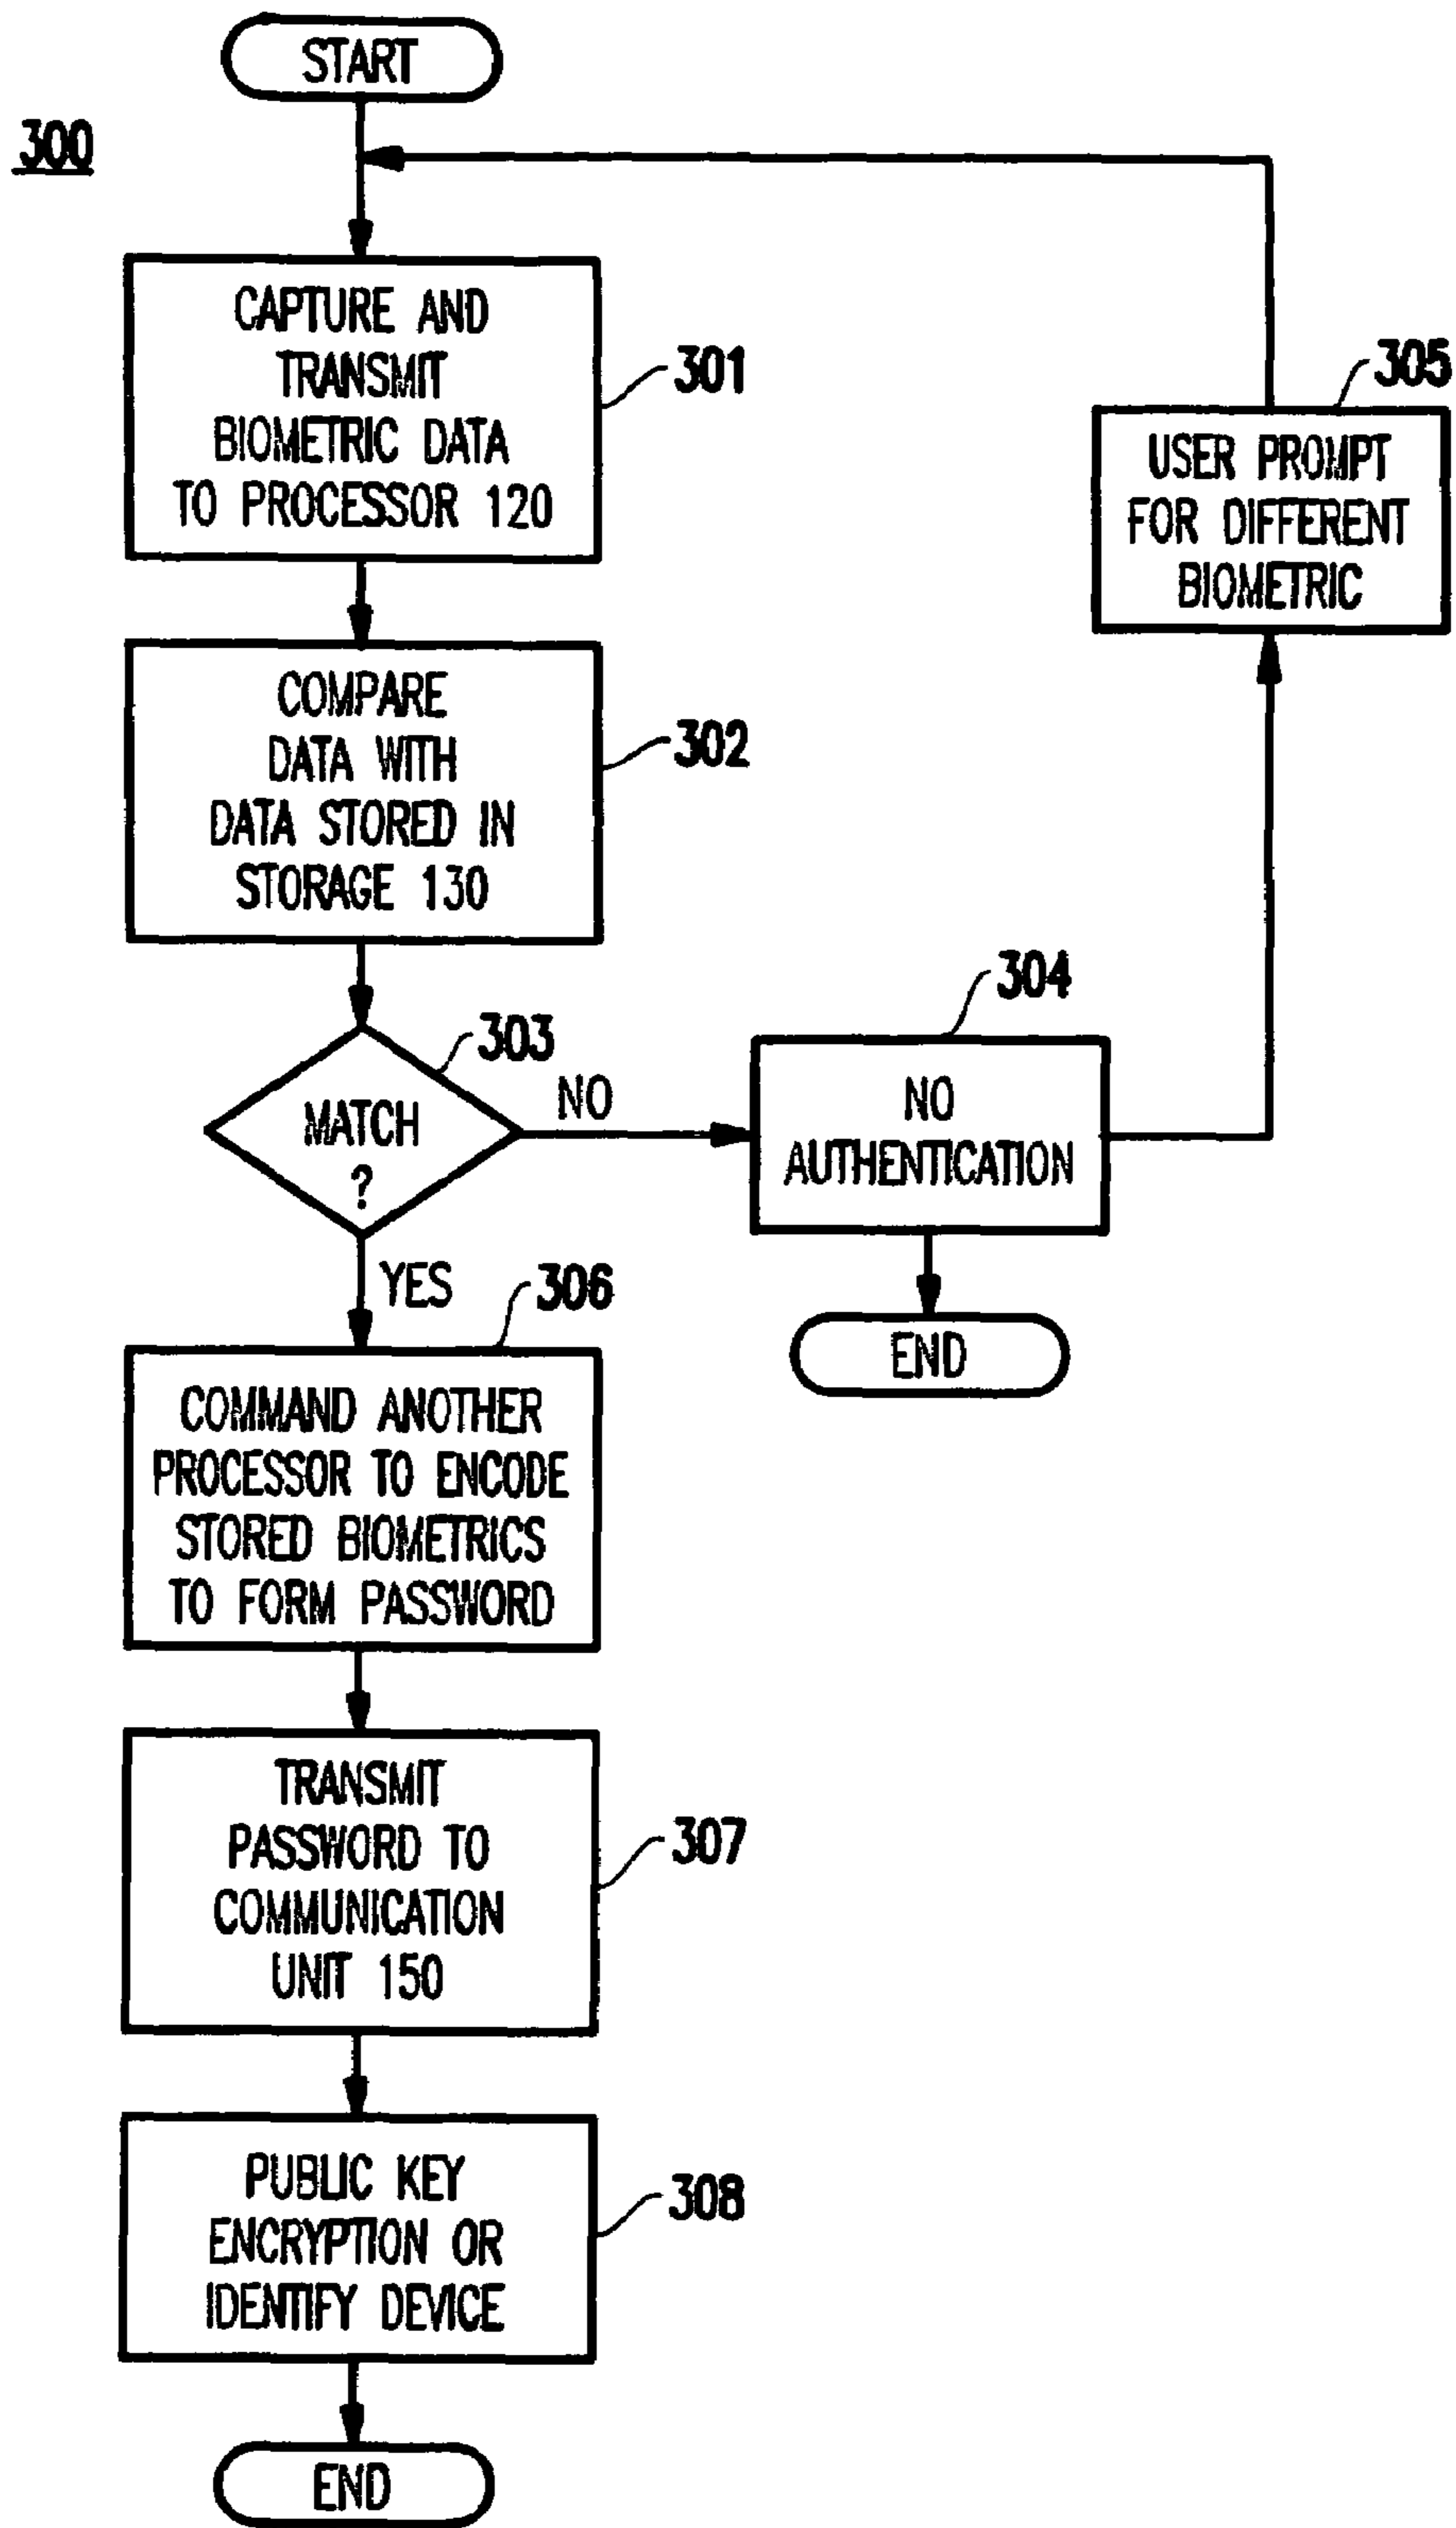 START
300
CAPTURE AND
TRANSMIT
BIOMETRIC DATA
TO PROCESSOR 120
301
305
USER PROMPT
FOR DIFFERENT
BIOMETRIC
COMPARE
DATA WITH
DATA STORED IN
STORAGE 130
302
303
MATCH
?
NO
304
NO
AUTHENTICATION
END
YES
306
COMMAND ANOTHER
PROCESSOR TO ENCODE
STORED BIOMETRICS
TO FORM PASSWORD
TRANSMIT
PASSWORD TO
COMMUNICATION
UNIT 150
307
PUBLIC KEY
ENCRYPTION OR
IDENTIFY DEVICE
308
END